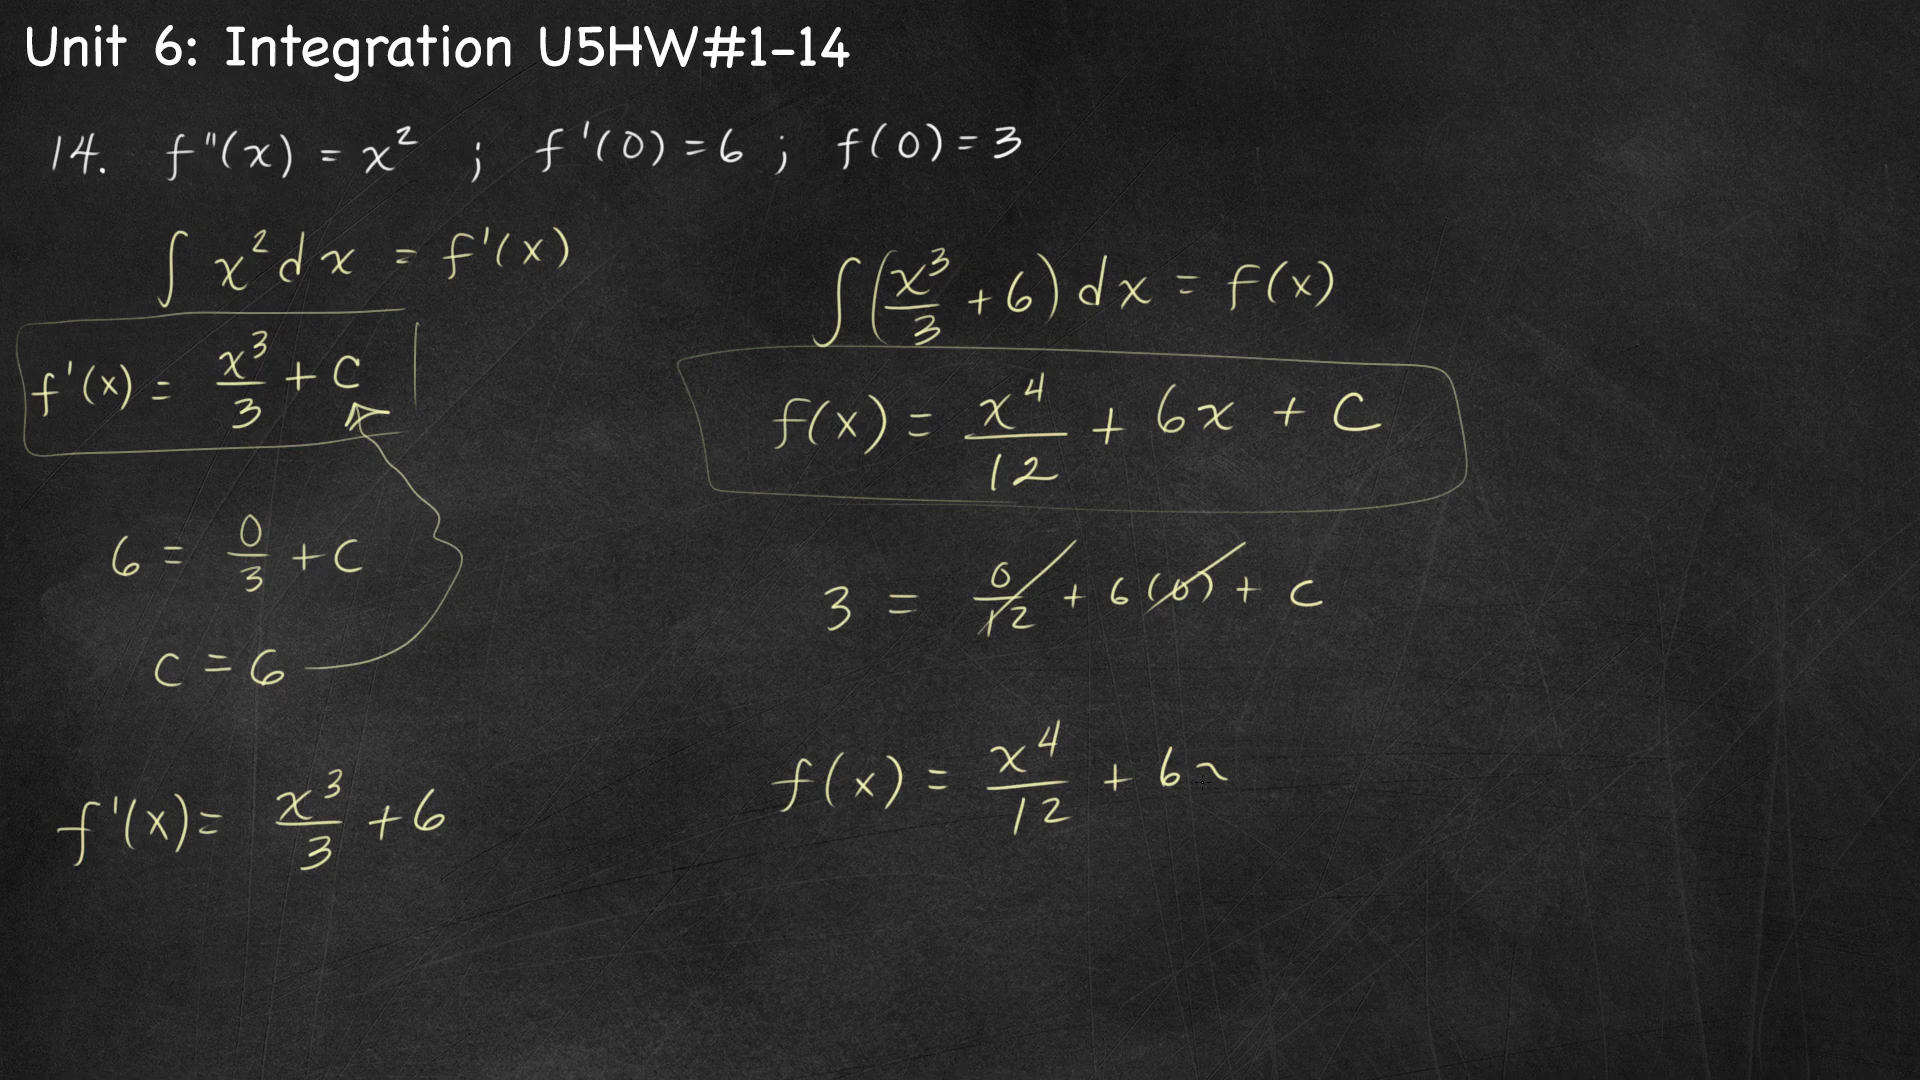 Unit 6: Integration U5HW#1-14
14. f"(x) = x² ; f'(0) = 6 ; f(0) = 3
∫ x² dx = f'(x)
f'(x) = x³/3 + C
6 = 0/3 + C
C = 6
f'(x) = x³/3 + 6
∫ (x³/3 + 6) dx = f(x)
f(x) = x⁴/12 + 6x + C
3 = 0/12 + 6(0) + C
f(x) = x⁴/12 + 6